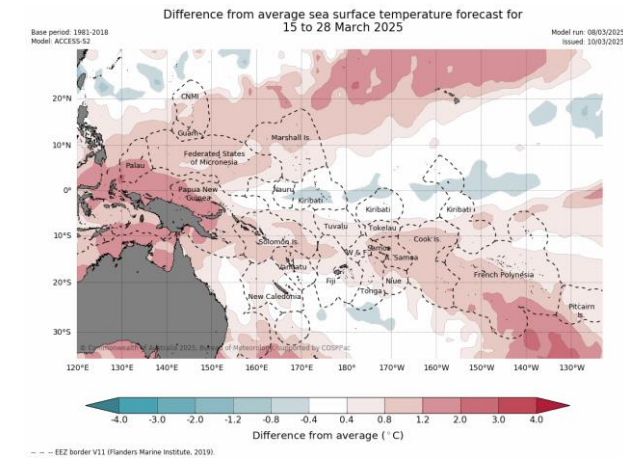 Difference from average sea surface temperature forecast for
15 to 28 March 2025
Base period: 1981-2018
Model: ACCESS-S2
Model run: 08/03/2025
Issued: 10/03/2025
20°N
10°N
0°
10°S
20°S
30°S
CNMI
Guam
Marshall Is.
Federated States
of Micronesia
Palau
Papua New
Guinea
Nauru
Kiribati
Kiribati
Kiribati
Tuvalu
Tokelau
Solomon Is.
Cook Is.
Samoa
W & F
A. Samoa
Vanuatu
Fiji
Niue
Tonga
French Polynesia
New Caledonia
Pitcairn
Is.
© Commonwealth of Australia 2025, Bureau of Meteorology, Supported by COSPPac
120°E 130°E 140°E 150°E 160°E 170°E 180° 170°W 160°W 150°W 140°W 130°W
-4.0 -3.0 -2.0 -1.2 -0.8 -0.4 0.4 0.8 1.2 2.0 3.0 4.0
Difference from average (°C)
EEZ border V11 (Flanders Marine Institute, 2019).